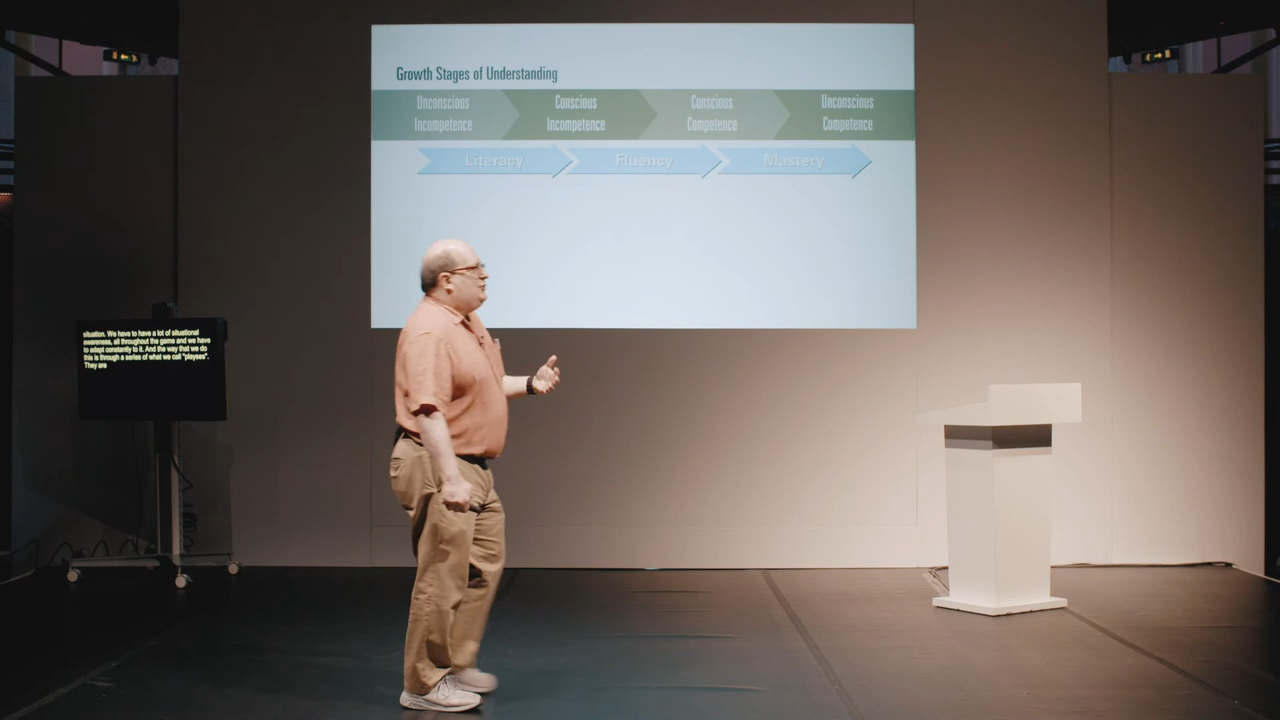 Growth Stages of Understanding
Unconscious
Incompetence
Conscious
Incompetence
Conscious
Competence
Unconscious
Competence
Literacy
Fluency
Mastery
situation. We have to have a lot of situational
awareness, all throughout the game and we have
to adapt constantly to it. And the way that we do
this is through a series of what we call "playses".
They are